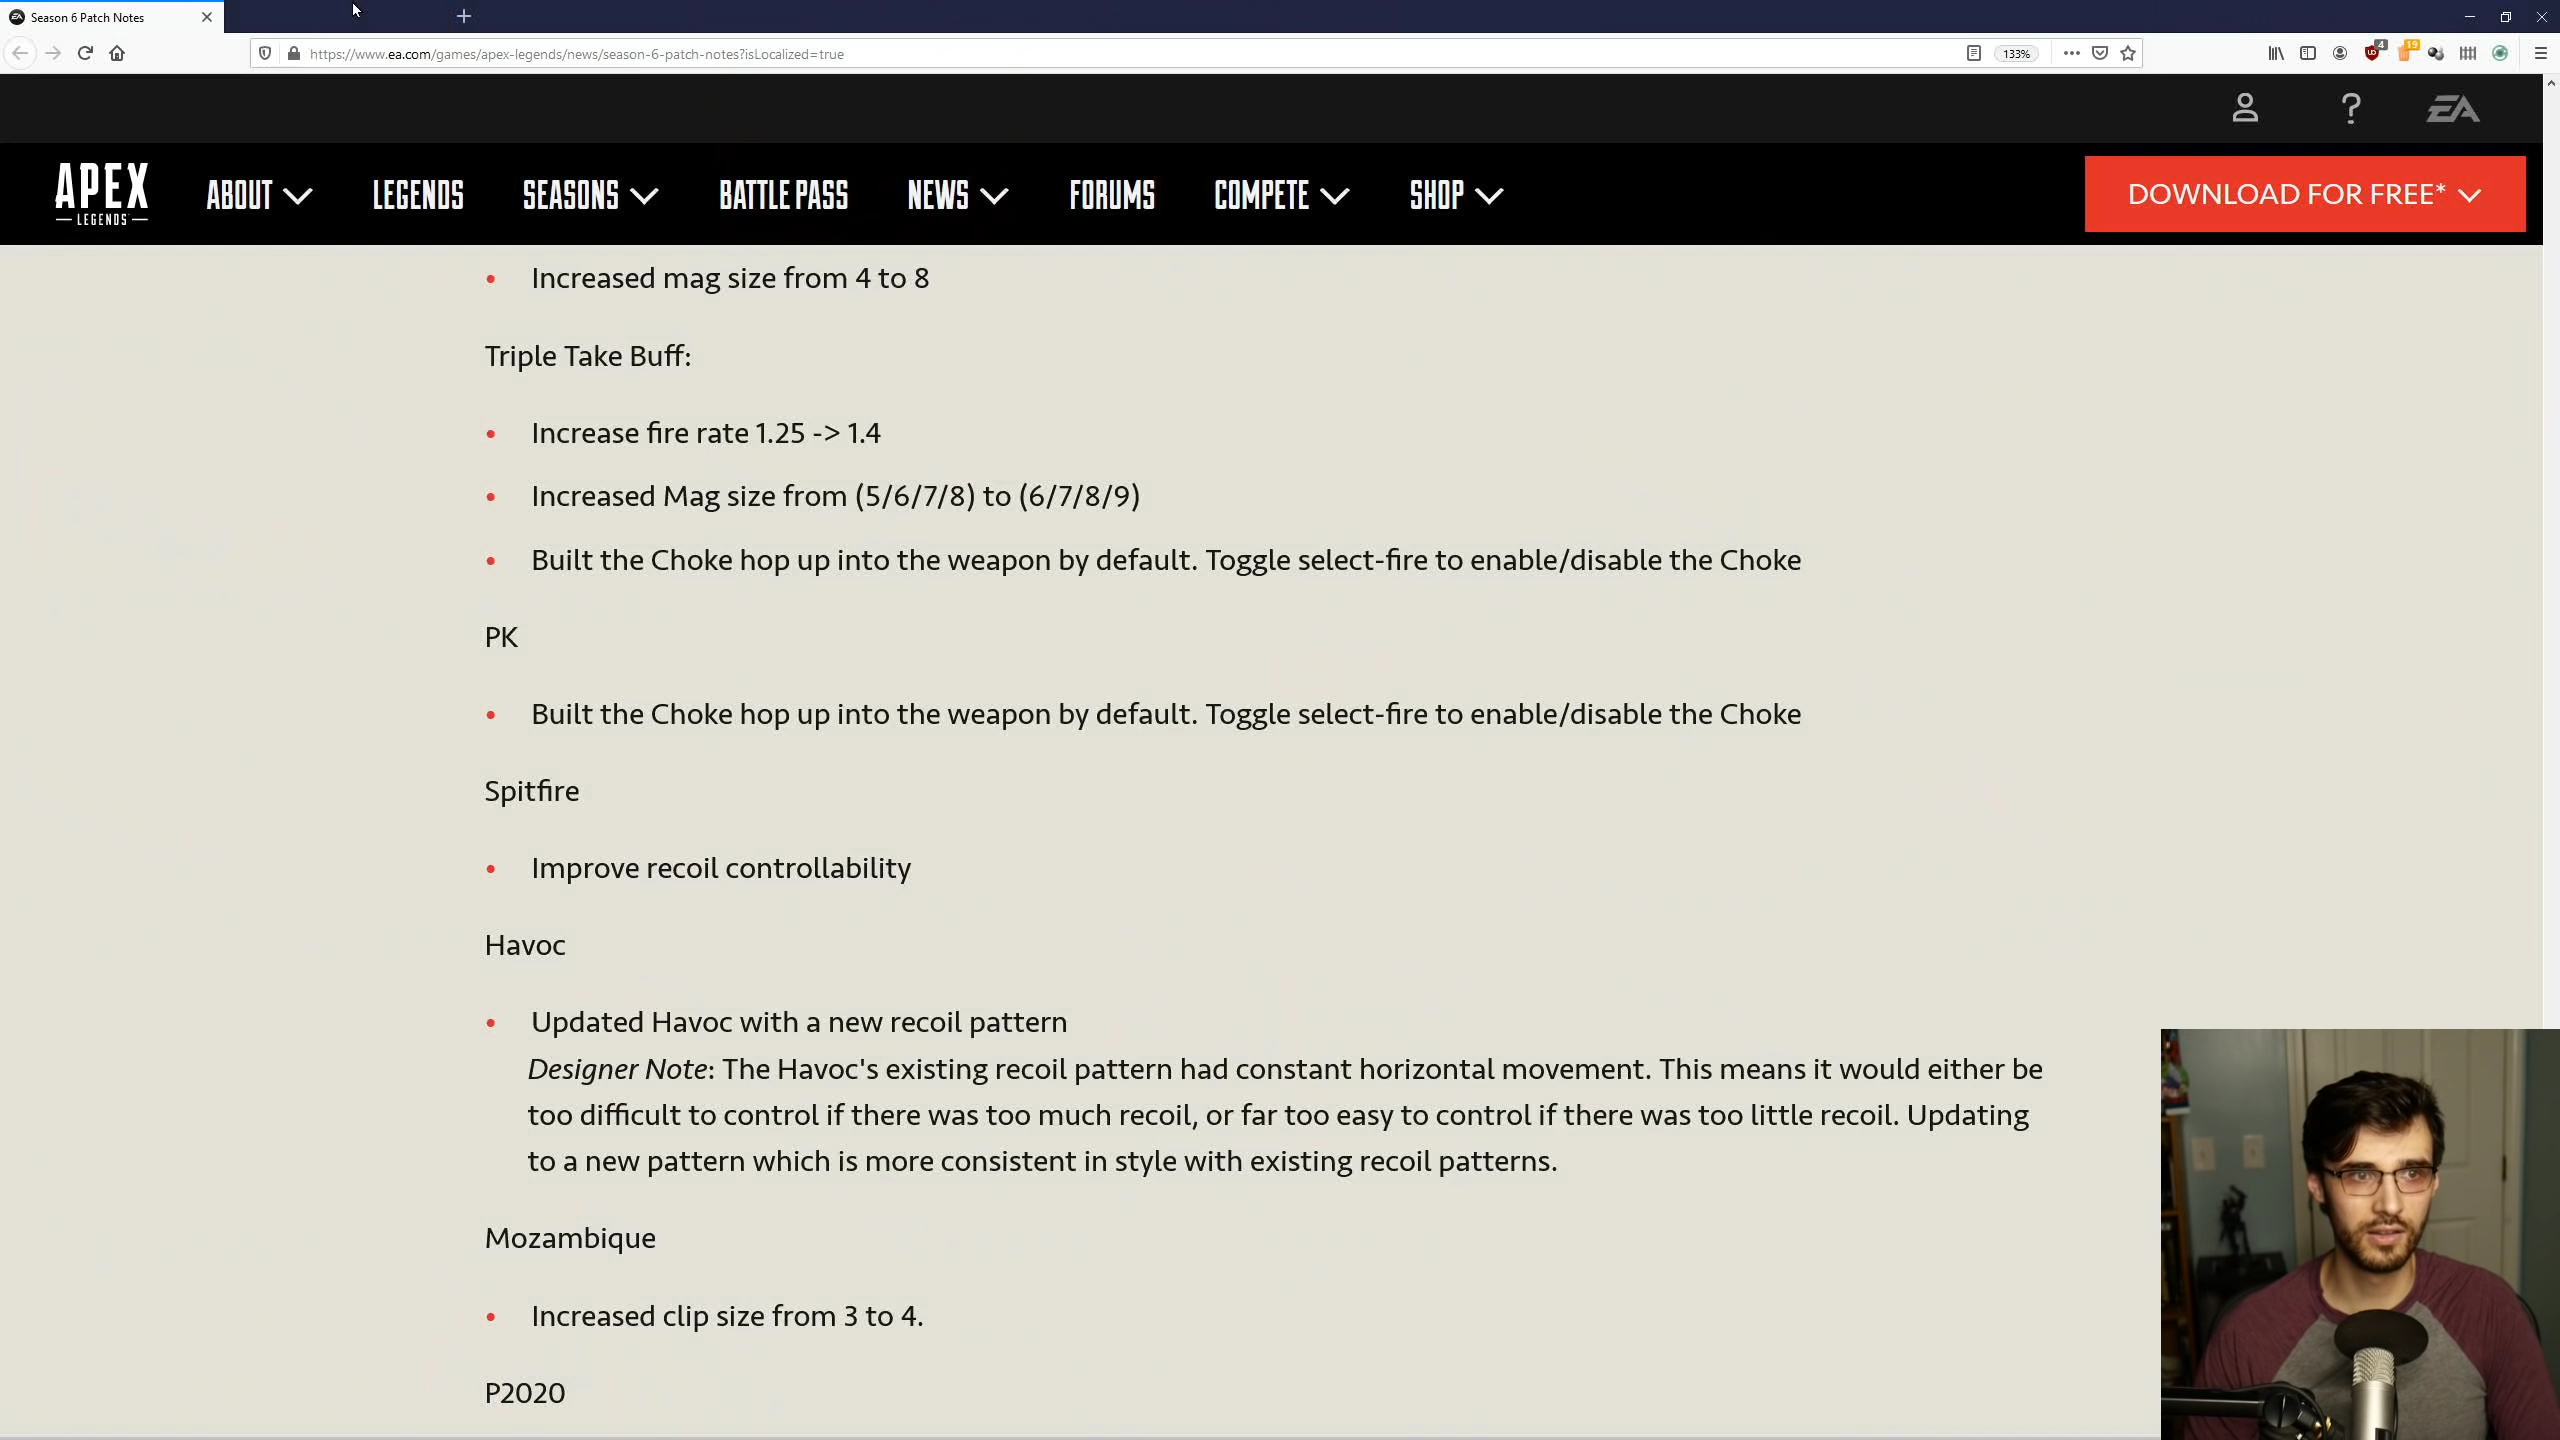 Season 6 Patch Notes
https://www.ea.com/games/apex-legends/news/season-6-patch-notes?isLocalized=true
133%
4
19
EA
APEX
LEGENDS
ABOUT
LEGENDS
SEASONS
BATTLE PASS
NEWS
FORUMS
COMPETE
SHOP
DOWNLOAD FOR FREE*
• Increased mag size from 4 to 8
Triple Take Buff:
• Increase fire rate 1.25 -> 1.4
• Increased Mag size from (5/6/7/8) to (6/7/8/9)
• Built the Choke hop up into the weapon by default. Toggle select-fire to enable/disable the Choke
PK
• Built the Choke hop up into the weapon by default. Toggle select-fire to enable/disable the Choke
Spitfire
• Improve recoil controllability
Havoc
• Updated Havoc with a new recoil pattern
Designer Note: The Havoc's existing recoil pattern had constant horizontal movement. This means it would either be
too difficult to control if there was too much recoil, or far too easy to control if there was too little recoil. Updating
to a new pattern which is more consistent in style with existing recoil patterns.
Mozambique
• Increased clip size from 3 to 4.
P2020